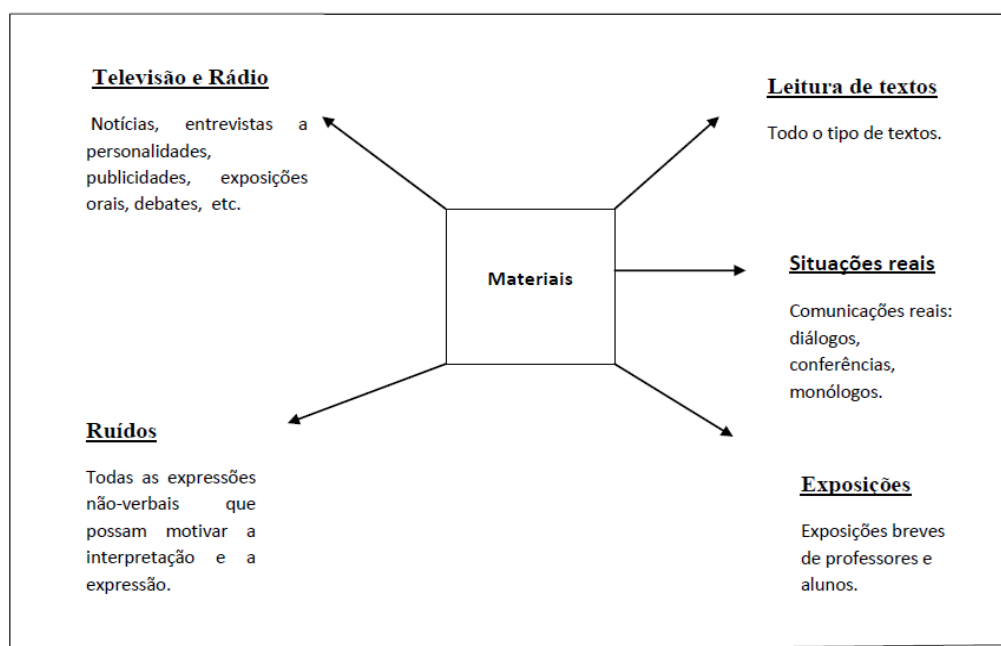 Televisão e Rádio
Notícias, entrevistas a
personalidades,
publicidades, exposições
orais, debates, etc.
Leitura de textos
Todo o tipo de textos.
Materiais
Situações reais
Comunicações reais:
diálogos,
conferências,
monólogos.
Ruídos
Todas as expressões
não-verbais que
possam motivar a
interpretação e a
expressão.
Exposições
Exposições breves
de professores e
alunos.